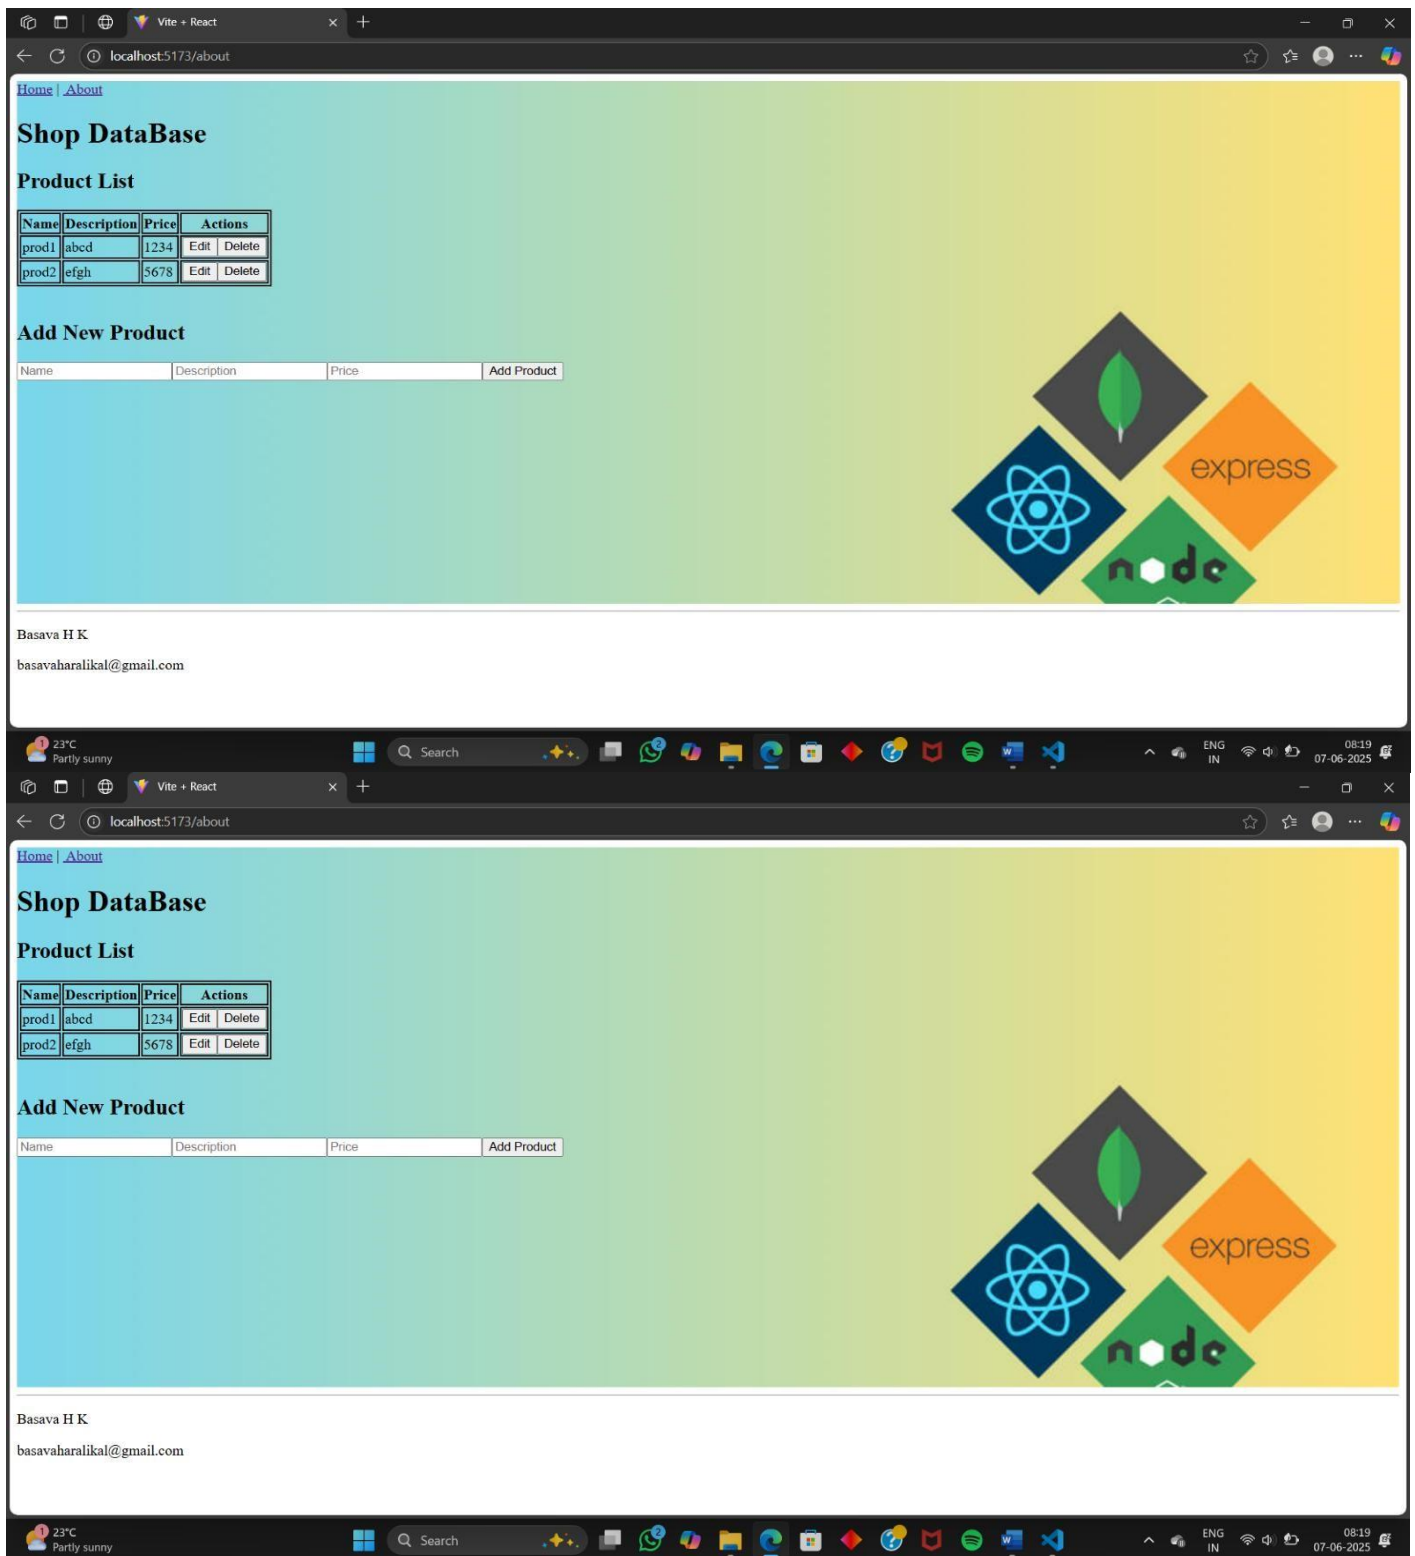 Vite + React
localhost:5173/about
Home | About
Shop DataBase
Product List
Name Description Price Actions
prod1 abcd 1234 Edit Delete
prod2 efgh 5678 Edit Delete
Add New Product
Name Description Price Add Product
express
node
Basava H K
basavaharalikal@gmail.com
1 23°C
Partly sunny
Search
2
W
ENG
IN
08:19
07-06-2025
Vite + React
localhost:5173/about
Home | About
Shop DataBase
Product List
Name Description Price Actions
prod1 abcd 1234 Edit Delete
prod2 efgh 5678 Edit Delete
Add New Product
Name Description Price Add Product
express
node
Basava H K
basavaharalikal@gmail.com
1 23°C
Partly sunny
Search
2
W
ENG
IN
08:19
07-06-2025